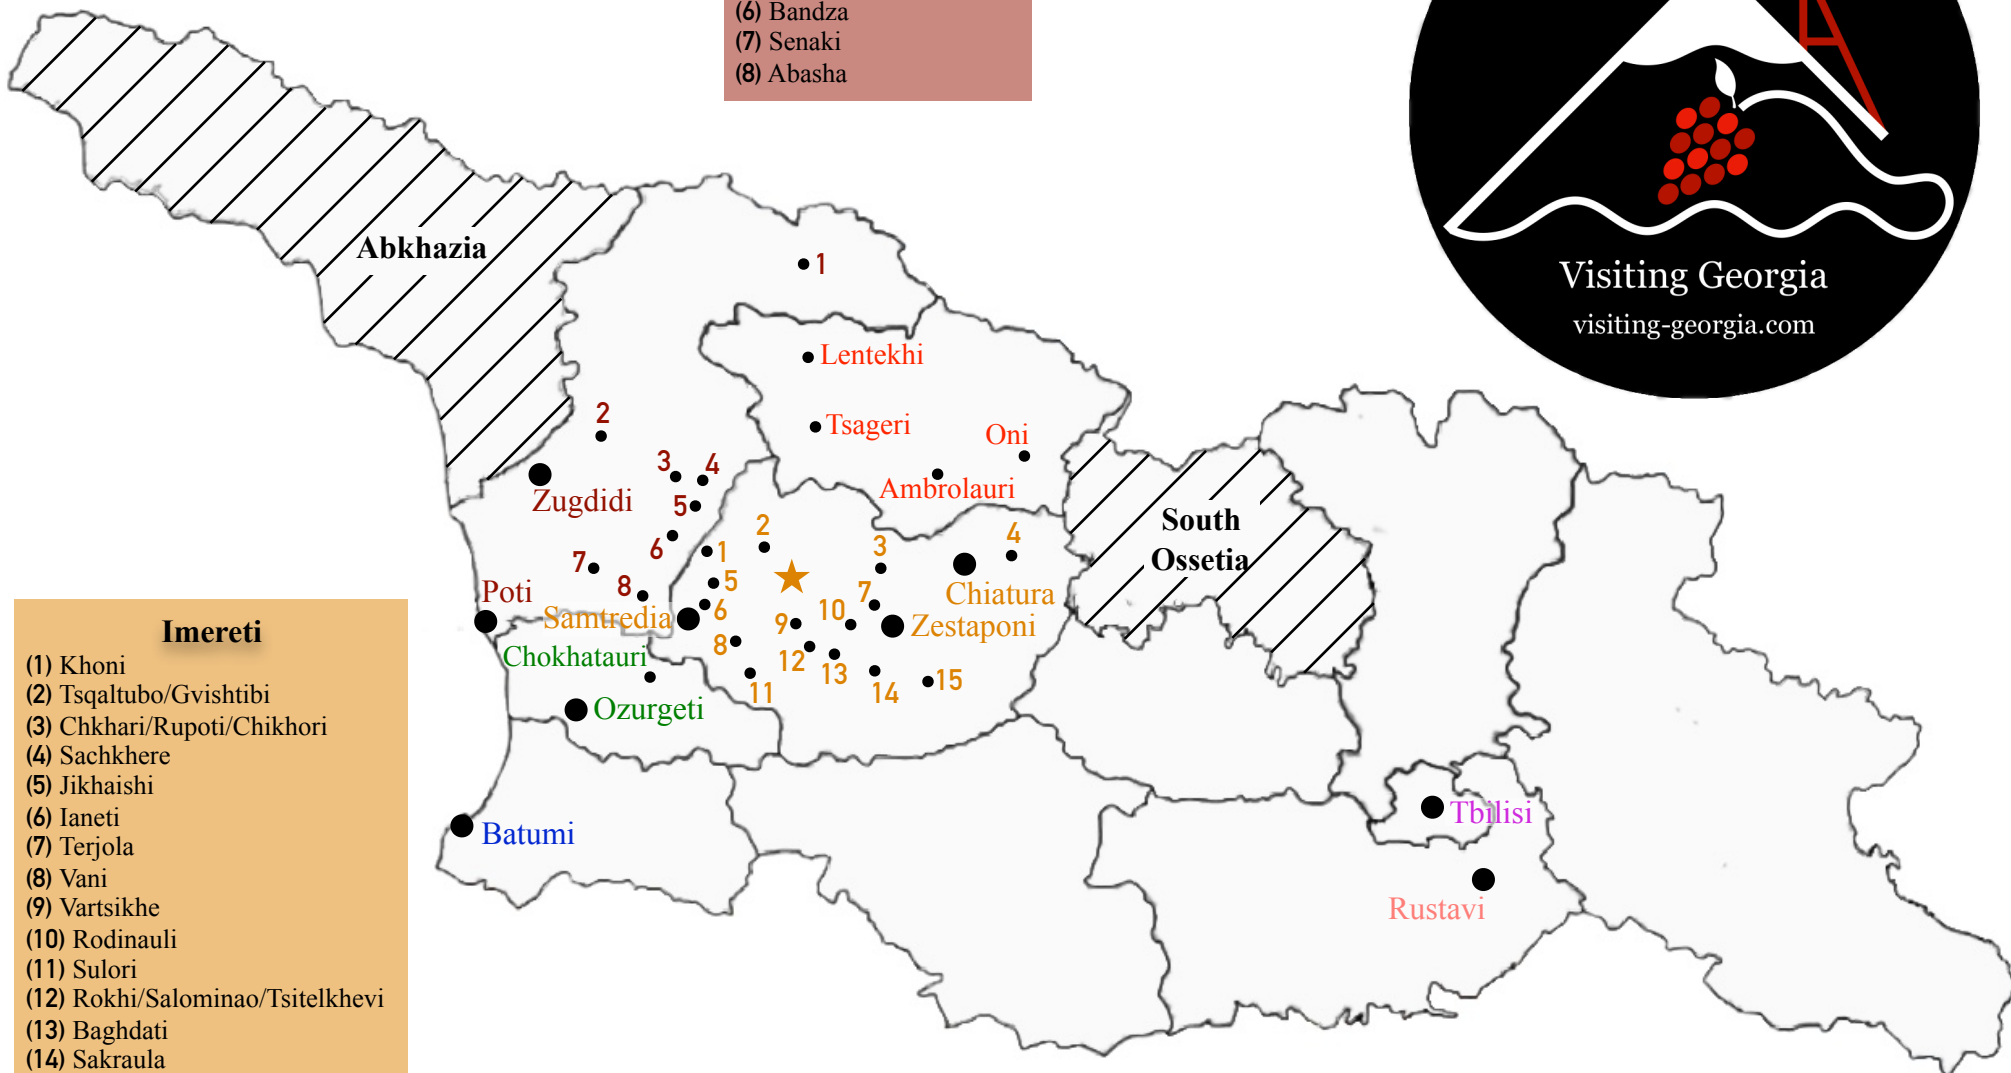 (6) Bandza
(7) Senaki
(8) Abasha
Visiting Georgia
visiting-georgia.com
Abkhazia
1
Lentekhi
Tsageri
Oni
Ambrolauri
2
3
4
5
Zugdidi
6
7
8
Poti
South
Ossetia
1
2
3
4
5
6
7
Chiatura
Samtredia
Zestaponi
8
9
10
11
12
13
14
15
Chokhatauri
Ozurgeti
Batumi
Tbilisi
Rustavi
Imereti
(1) Khoni
(2) Tsqaltubo/Gvishtibi
(3) Chkhari/Rupoti/Chikhori
(4) Sachkhere
(5) Jikhaishi
(6) Ianeti
(7) Terjola
(8) Vani
(9) Vartsikhe
(10) Rodinauli
(11) Sulori
(12) Rokhi/Salominao/Tsitelkhevi
(13) Baghdati
(14) Sakraula